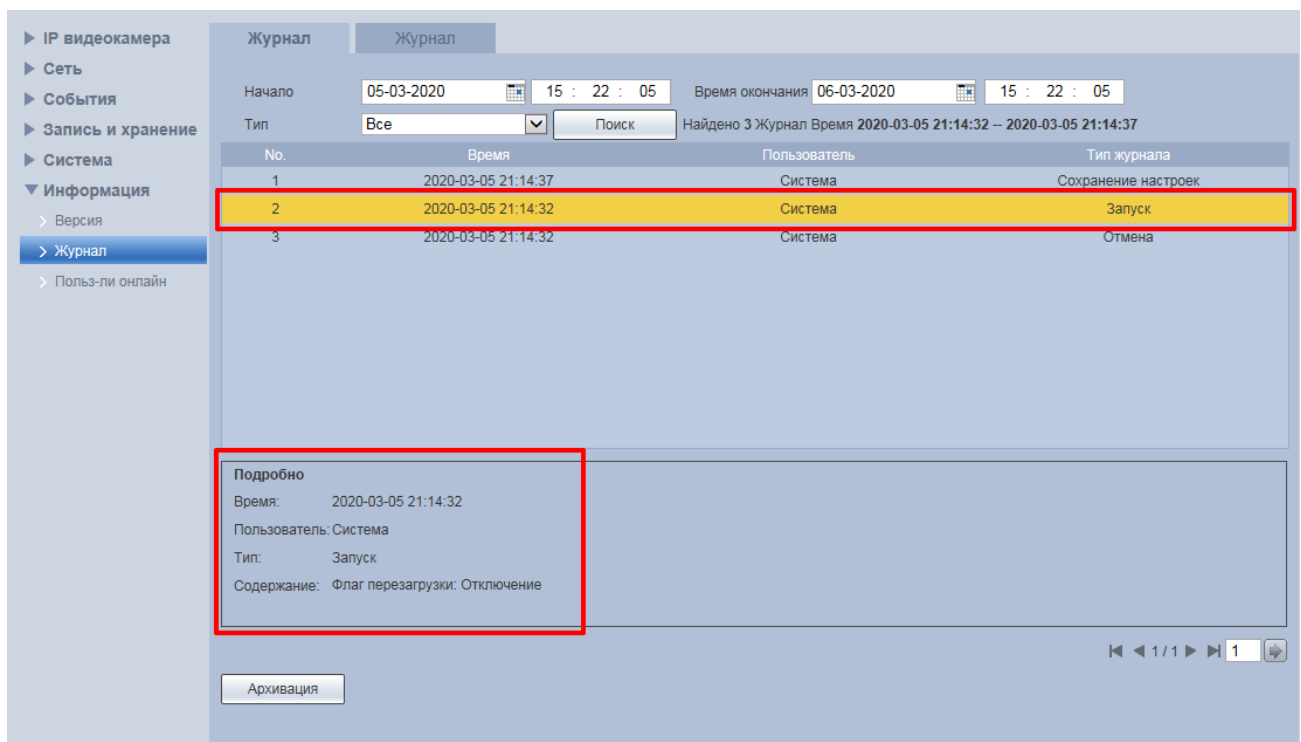 IP видеокамера
Сеть
События
Запись и хранение
Система
Информация
Версия
Журнал
Польз-ли онлайн
Журнал Журнал
Начало 05-03-2020 15 : 22 : 05 Время окончания 06-03-2020 15 : 22 : 05
Тип Все Поиск Найдено 3 Журнал Время 2020-03-05 21:14:32 -- 2020-03-05 21:14:37
No. Время Пользователь Тип журнала
1 2020-03-05 21:14:37 Система Сохранение настроек
2 2020-03-05 21:14:32 Система Запуск
3 2020-03-05 21:14:32 Система Отмена
Подробно
Время: 2020-03-05 21:14:32
Пользователь: Система
Тип: Запуск
Содержание: Флаг перезагрузки: Отключение
1 / 1 1
Архивация